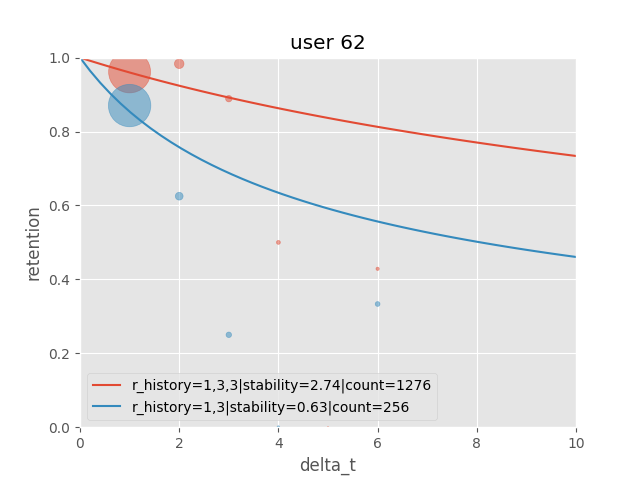 user 62
1.0
0.8
0.6
0.4
0.2
0.0
retention
r_history=1,3,3|stability=2.74|count=1276
r_history=1,3|stability=0.63|count=256
0 2 4 6 8 10
delta_t